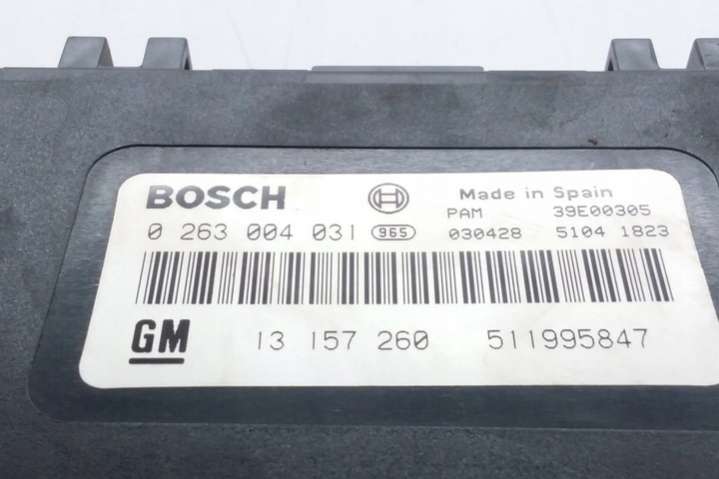 BOSCH Made in Spain
PAM 39E00305
0 263 004 031 965 030428 5104 1823
GM 13 157 260 511995847